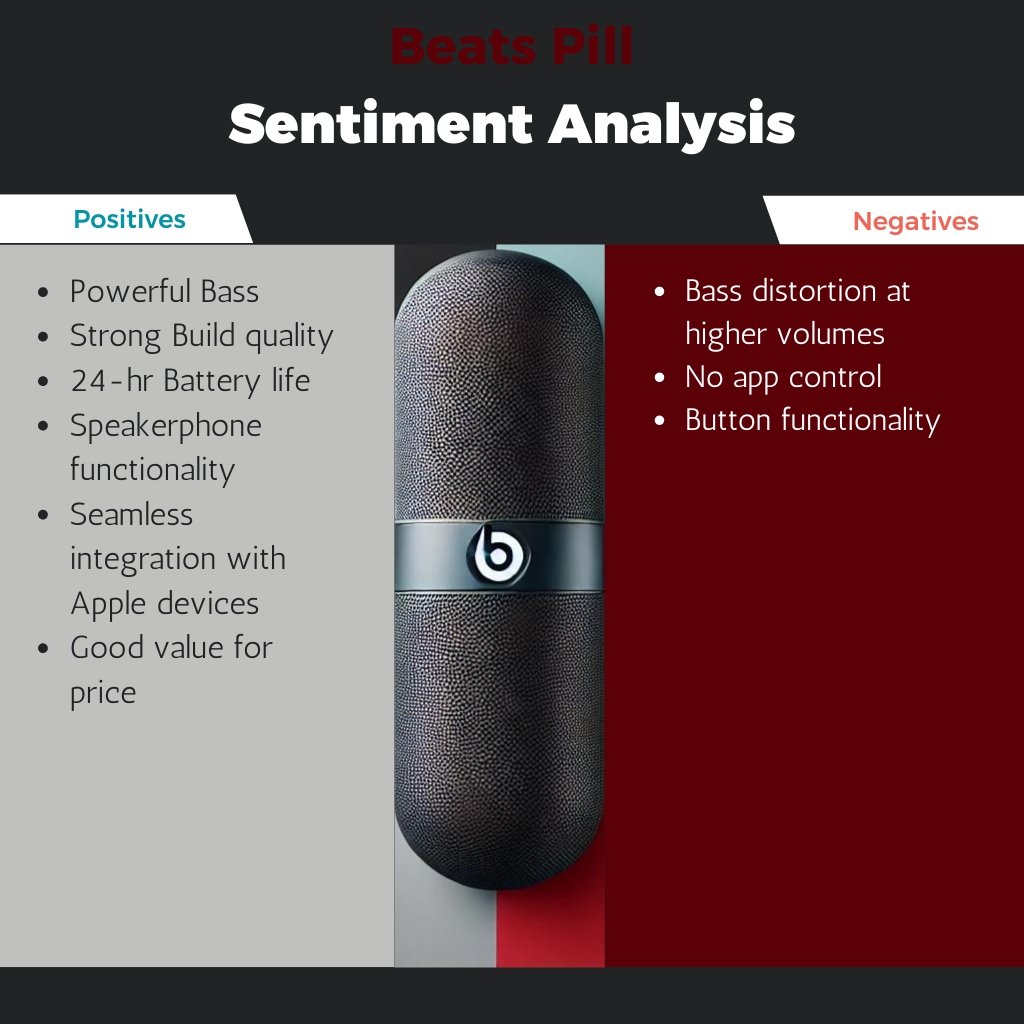 Beats Pill
Sentiment Analysis
Positives
Negatives
• Powerful Bass
• Strong Build quality
• 24-hr Battery life
• Speakerphone
functionality
• Seamless
integration with
Apple devices
• Good value for
price
b
• Bass distortion at
higher volumes
• No app control
• Button functionality